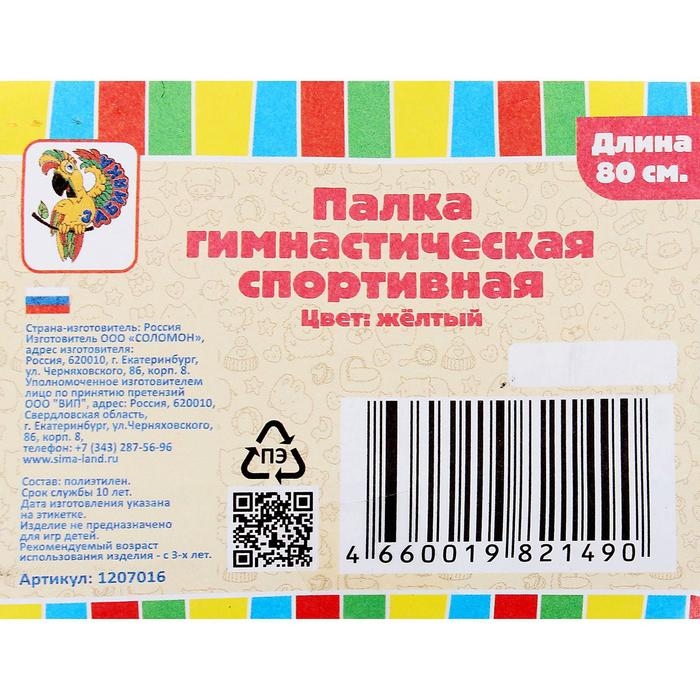 Длина
80 см.
ЗАБИЯКА
Палка
гимнастическая
спортивная
Цвет: жёлтый
Страна-изготовитель: Россия
Изготовитель ООО «СОЛОМОН»,
адрес изготовителя:
Россия, 620010, г. Екатеринбург,
ул. Черняховского, 86, корп. 8.
Уполномоченное изготовителем
лицо по принятию претензий
ООО "ВИП", адрес: Россия, 620010,
Свердловская область,
г. Екатеринбург, ул.Черняховского,
86, корп. 8,
телефон: +7 (343) 287-56-96
www.sima-land.ru
Состав: полиэтилен.
Срок службы 10 лет.
Дата изготовления указана
на этикетке.
Изделие не предназначено
для игр детей.
Рекомендуемый возраст
использования изделия - с 3-х лет.
Артикул: 1207016
ПЭ
4 660019 821490